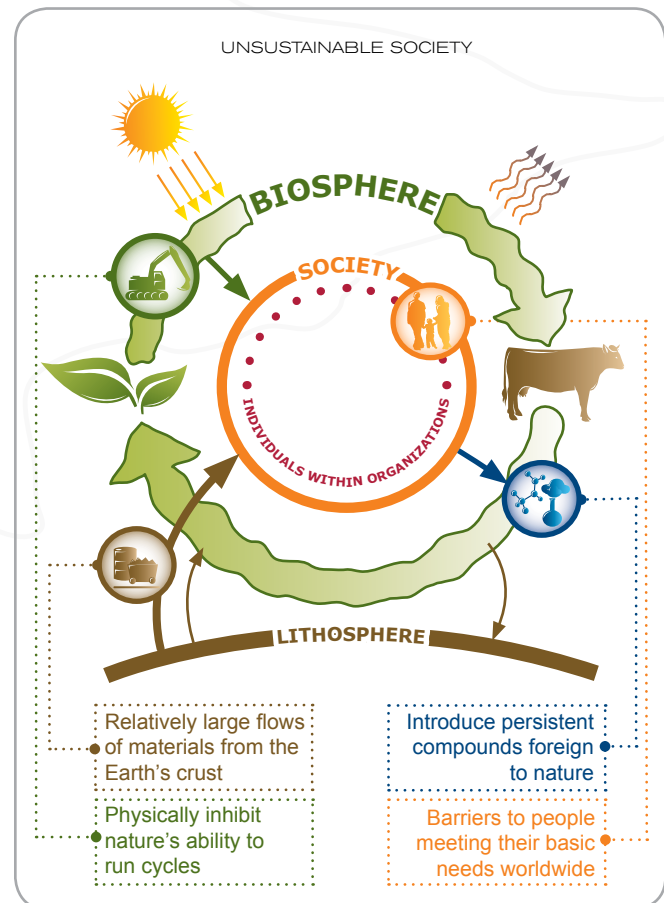 UNSUSTAINABLE SOCIETY
BIOSPHERE
SOCIETY
INDIVIDUALS WITHIN ORGANIZATIONS
LITHOSPHERE
Relatively large flows
of materials from the
Earth's crust
Physically inhibit
nature's ability to
run cycles
Introduce persistent
compounds foreign
to nature
Barriers to people
meeting their basic
needs worldwide